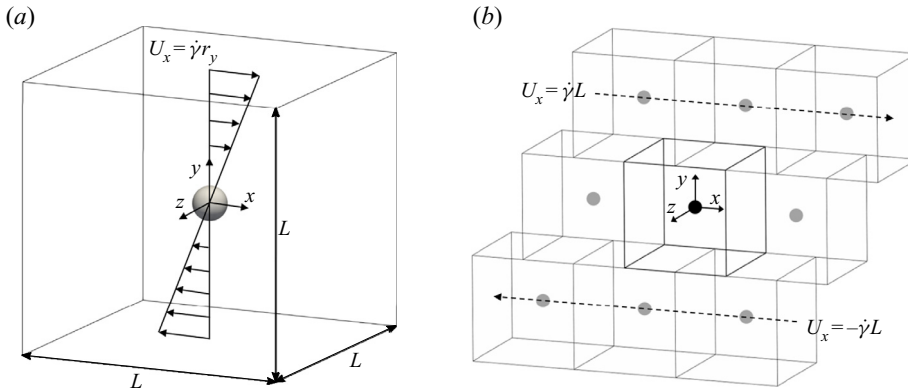 (a)
U_x = γ̇r_y
y
x
z
L
L
L
(b)
U_x = γ̇L
y
x
z
U_x = −γ̇L